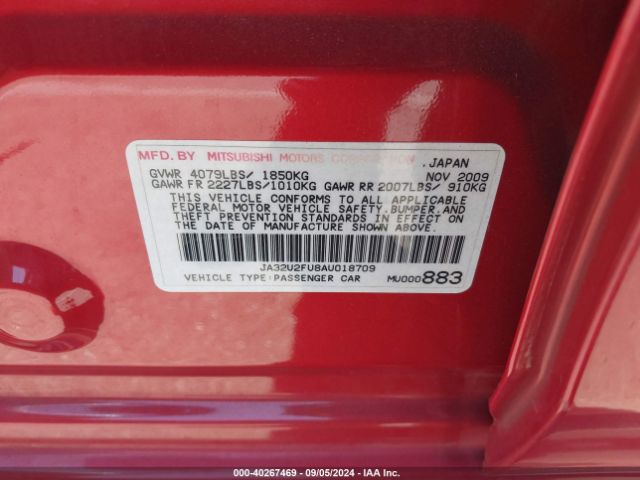 MFD. BY MITSUBISHI MOTORS CORPORATION, JAPAN
GVWR 4079LBS/ 1850KG NOV 2009
GAWR FR 2227LBS/1010KG GAWR RR 2007LBS/ 910KG
THIS VEHICLE CONFORMS TO ALL APPLICABLE
FEDERAL MOTOR VEHICLE SAFETY, BUMPER, AND
THEFT PREVENTION STANDARDS IN EFFECT ON
THE DATE OF MANUFACTURE SHOWN ABOVE.
JA32U2FU8AU018709
VEHICLE TYPE:PASSENGER CAR MU000883
000-40267469 - 09/05/2024 - IAA Inc.